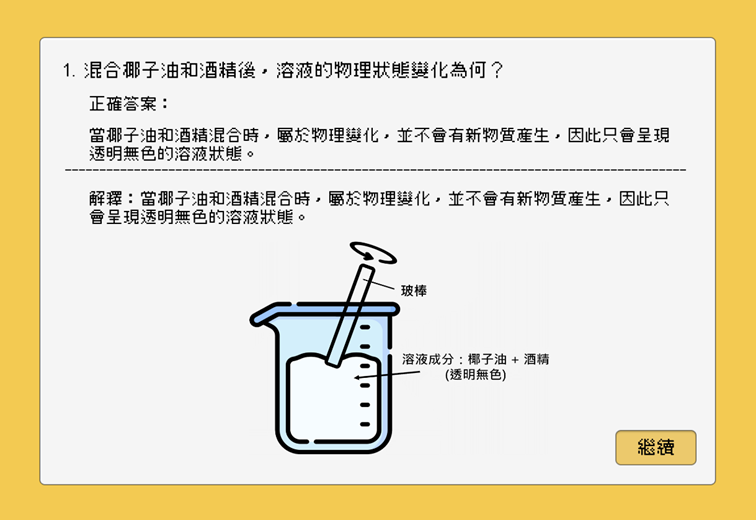 1. 混合椰子油和酒精後，溶液的物理狀態變化為何？
正確答案：
當椰子油和酒精混合時，屬於物理變化，並不會有新物質產生，因此只會呈現
透明無色的溶液狀態。
解釋：當椰子油和酒精混合時，屬於物理變化，並不會有新物質產生，因此只
會呈現透明無色的溶液狀態。
玻棒
溶液成分：椰子油 + 酒精
(透明無色)
繼續